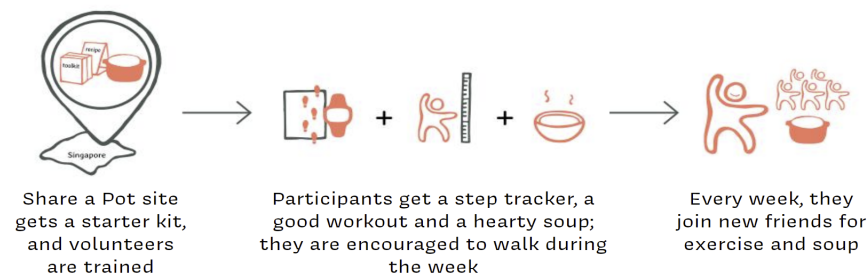 recipe
toolkit
Singapore
+
+
Share a Pot site
gets a starter kit,
and volunteers
are trained
Participants get a step tracker, a
good workout and a hearty soup;
they are encouraged to walk during
the week
Every week, they
join new friends for
exercise and soup